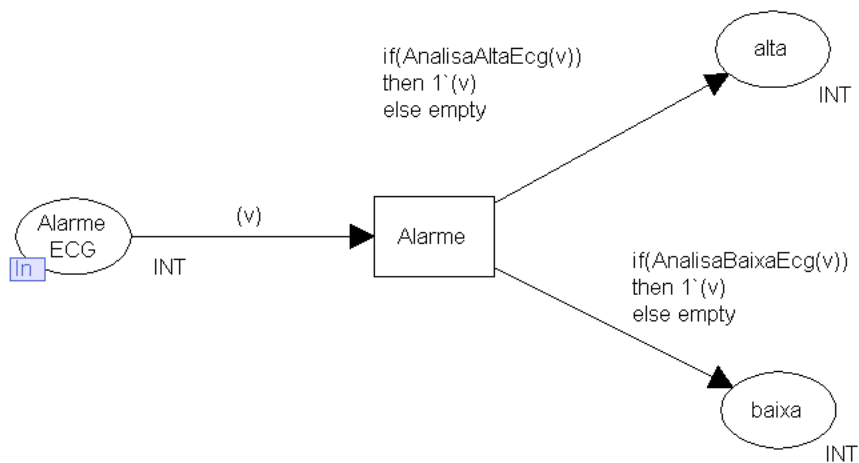 if(AnalisaAltaEcg(v))
then 1`(v)
else empty
alta
INT
Alarme
ECG
In
INT
(v)
Alarme
if(AnalisaBaixaEcg(v))
then 1`(v)
else empty
baixa
INT